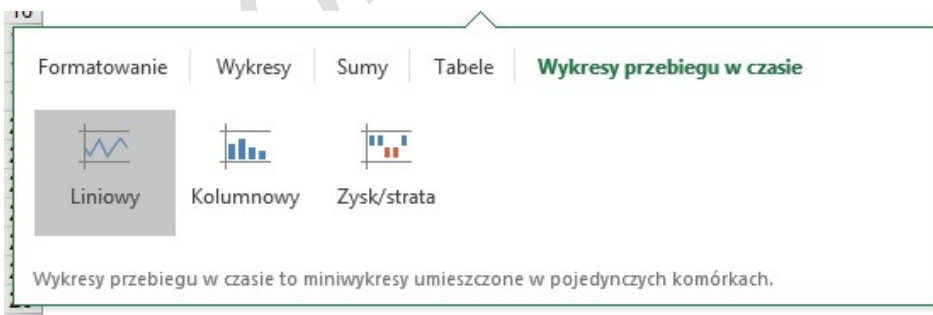 Formatowanie Wykresy Sumy Tabele Wykresy przebiegu w czasie
Liniowy Kolumnowy Zysk/strata
Wykresy przebiegu w czasie to miniwykresy umieszczone w pojedynczych komórkach.